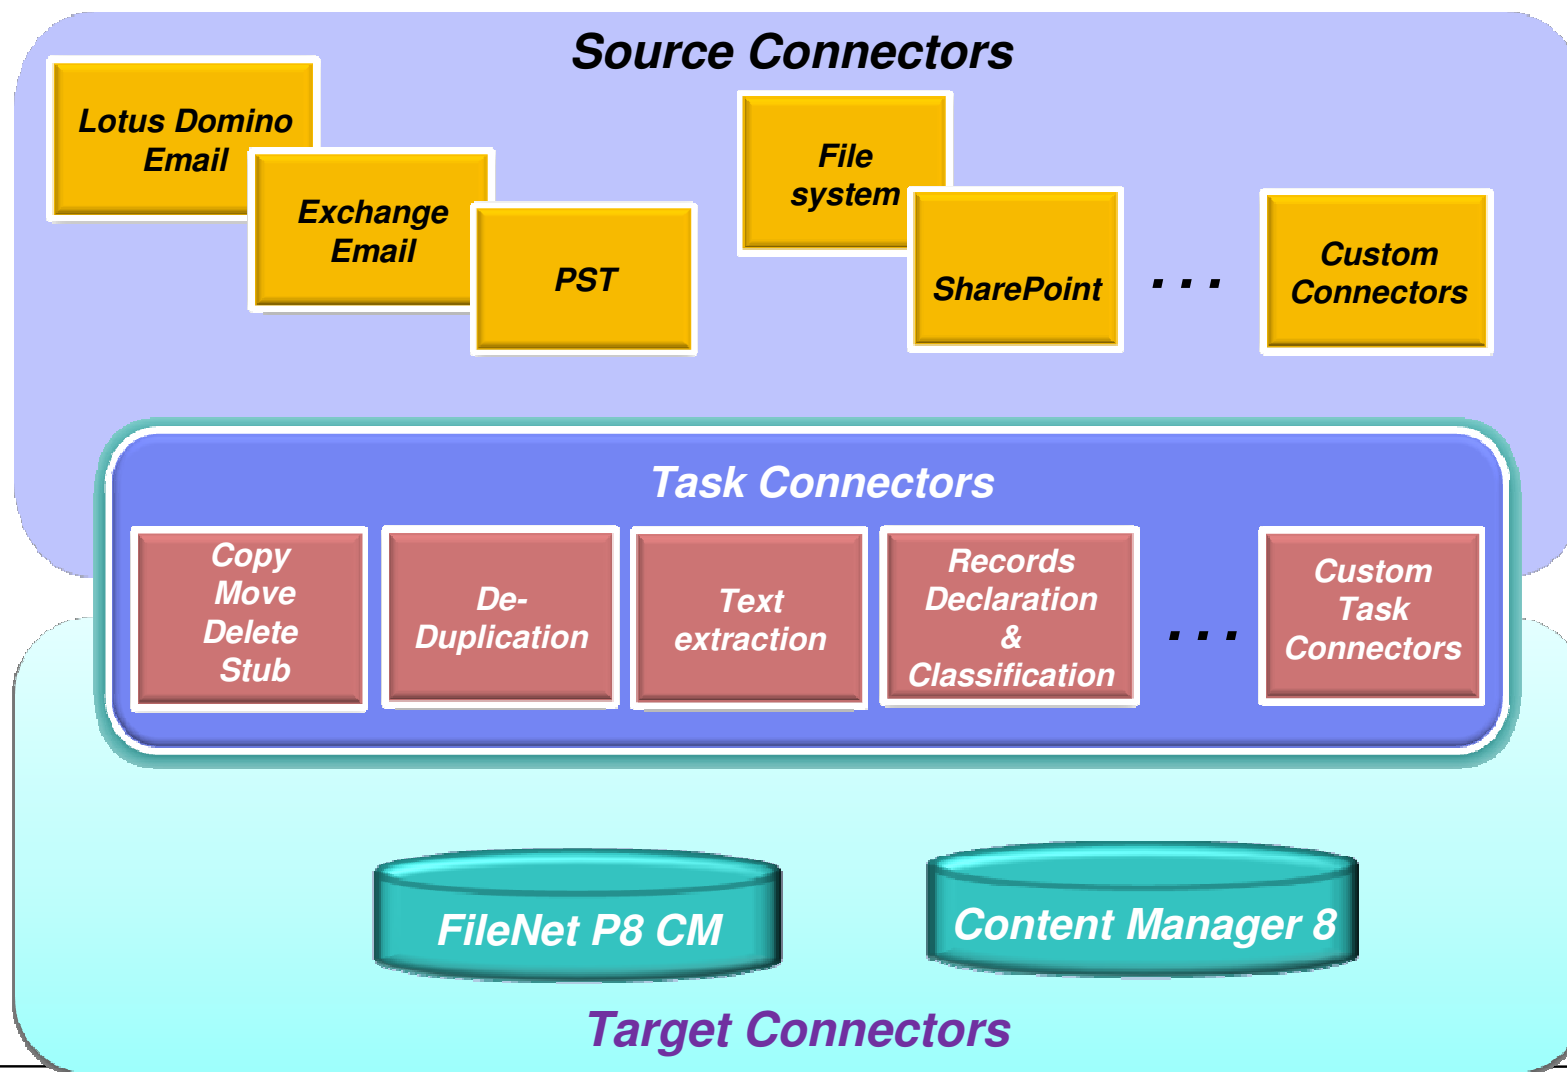 Source Connectors
Lotus Domino
Email
Exchange
Email
PST
File
system
SharePoint
. . .
Custom
Connectors
Task Connectors
Copy
Move
Delete
Stub
De-
Duplication
Text
extraction
Records
Declaration
&
Classification
. . .
Custom
Task
Connectors
FileNet P8 CM
Content Manager 8
Target Connectors